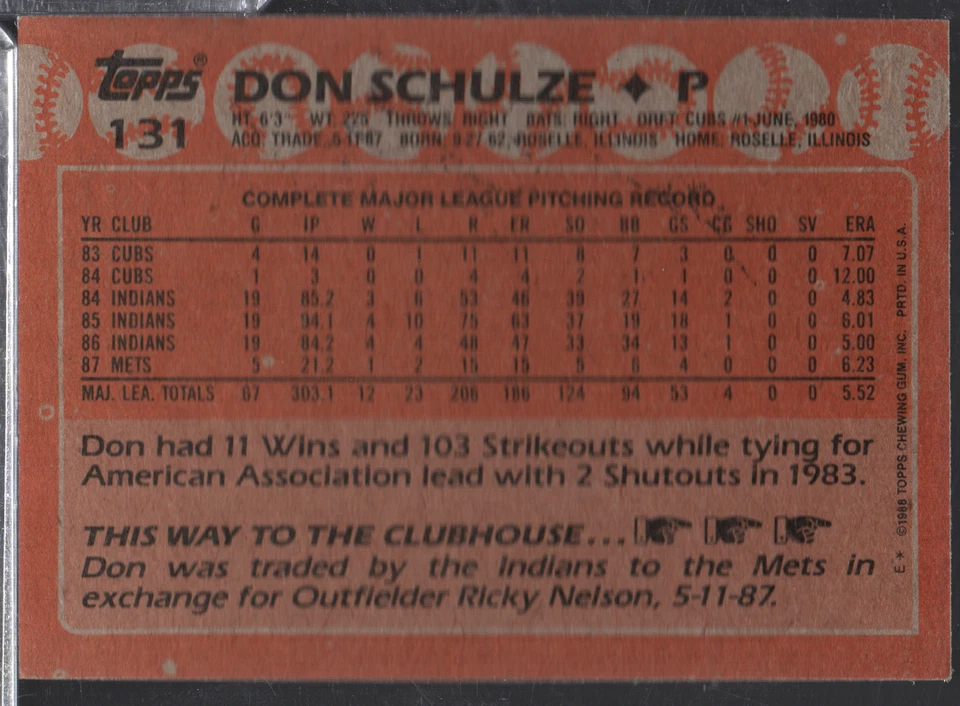 TOPPS® DON SCHULZE ♦ P
131 HT: 6'3" WT: 225 THROWS: RIGHT BATS: RIGHT DRFT: CUBS #1-JUNE, 1980
ACQ: TRADE, 5-11-87 BORN: 9-27-62, ROSELLE, ILLINOIS HOME: ROSELLE, ILLINOIS
COMPLETE MAJOR LEAGUE PITCHING RECORD
YR CLUB G IP W L R ER SO BB GS CG SHO SV ERA
83 CUBS 4 14 0 1 11 11 8 7 3 0 0 0 7.07
84 CUBS 1 3 0 0 4 4 2 1 1 0 0 0 12.00
84 INDIANS 19 85.2 3 6 53 46 39 27 14 2 0 0 4.83
85 INDIANS 19 94.1 4 10 75 63 37 19 18 1 0 0 6.01
86 INDIANS 19 84.2 4 4 48 47 33 34 13 1 0 0 5.00
87 METS 5 21.2 1 2 15 15 5 6 4 0 0 0 6.23
MAJ. LEA. TOTALS 67 303.1 12 23 206 186 124 94 53 4 0 0 5.52
Don had 11 Wins and 103 Strikeouts while tying for
American Association lead with 2 Shutouts in 1983.
THIS WAY TO THE CLUBHOUSE...
Don was traded by the Indians to the Mets in
exchange for Outfielder Ricky Nelson, 5-11-87.
E* ©1988 TOPPS CHEWING GUM, INC. PRTD. IN U.S.A.